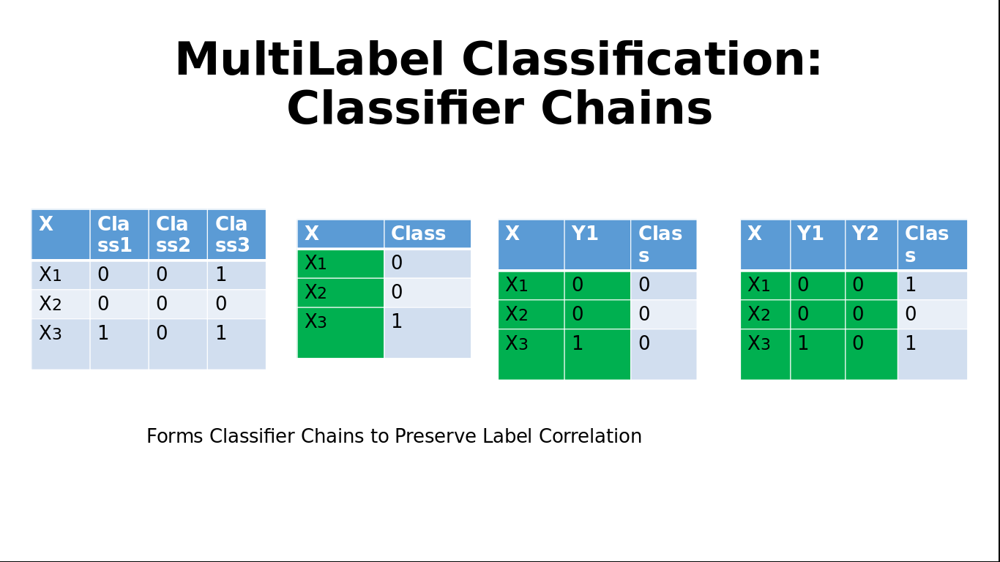 MultiLabel Classification:
Classifier Chains
X Cla ss1 Cla ss2 Cla ss3
X1 0 0 1
X2 0 0 0
X3 1 0 1
X Class
X1 0
X2 0
X3 1
X Y1 Clas s
X1 0 0
X2 0 0
X3 1 0
X Y1 Y2 Clas s
X1 0 0 1
X2 0 0 0
X3 1 0 1
Forms Classifier Chains to Preserve Label Correlation